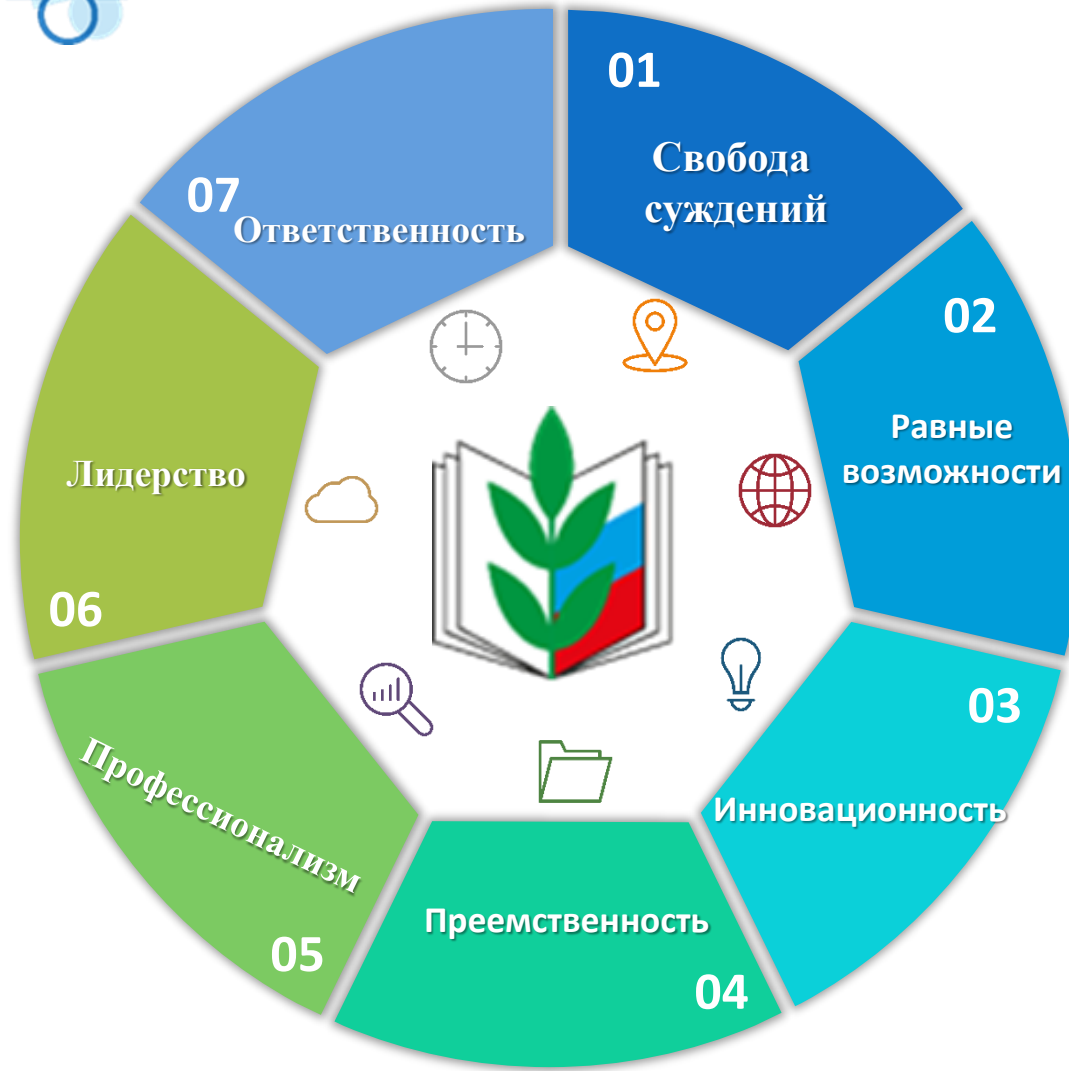 01
Свобода
суждений
02
Равные
возможности
03
Инновационность
04
Преемственность
05
Профессионализм
06
Лидерство
07
Ответственность